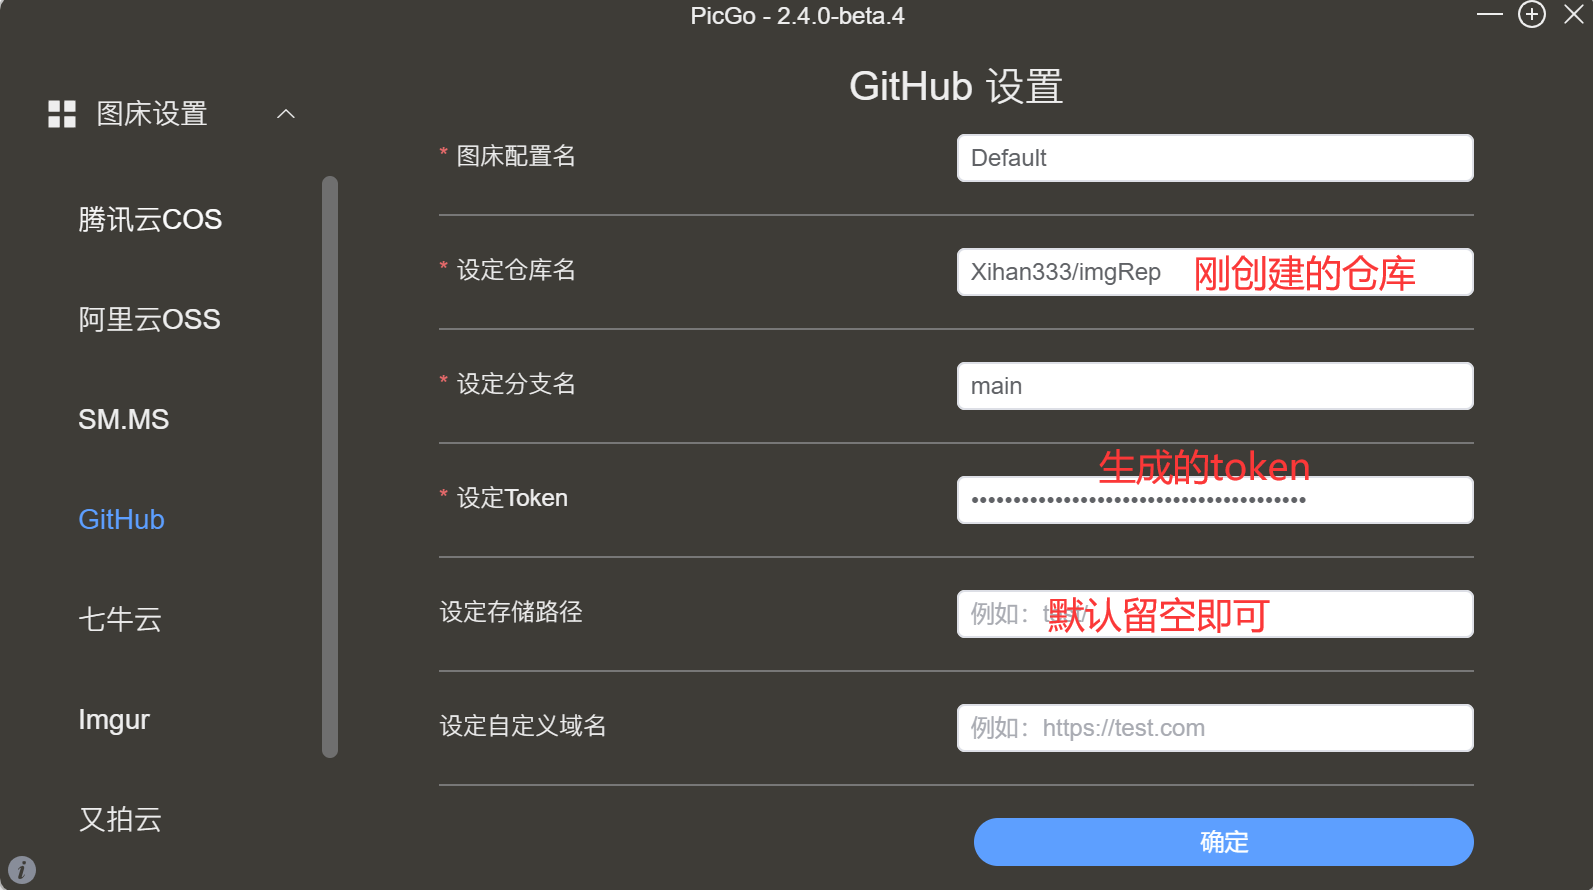 PicGo - 2.4.0-beta.4
图床设置
腾讯云COS
阿里云OSS
SM.MS
GitHub
七牛云
Imgur
又拍云
GitHub 设置
* 图床配置名
Default
* 设定仓库名
Xihan333/imgRep 刚创建的仓库
* 设定分支名
main
生成的token
* 设定Token
••••••••••••••••••••••••••••••••••••••••
设定存储路径
例如：test/ 默认留空即可
设定自定义域名
例如：https://test.com
确定